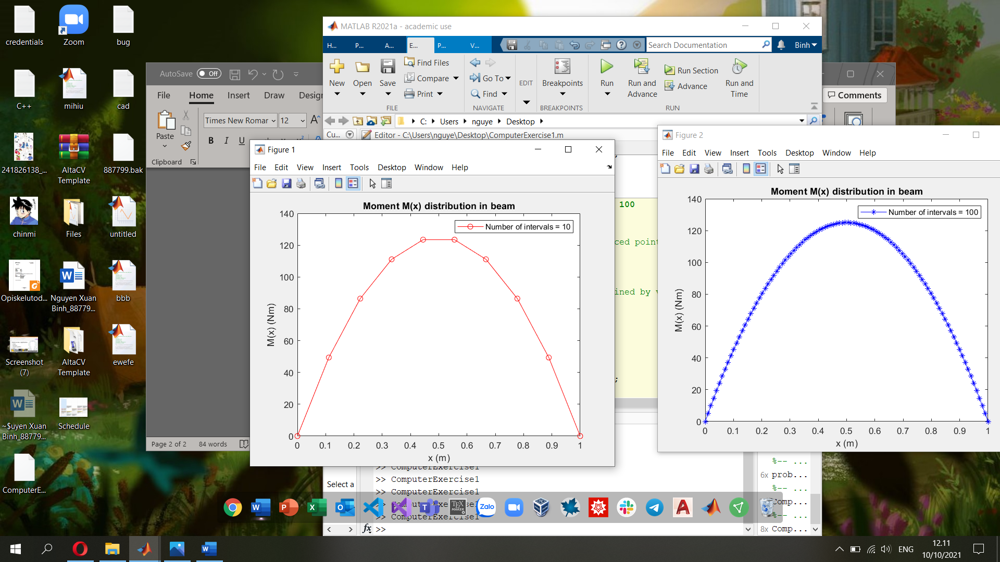 credentials
Zoom
bug
C++
mihiu
cad
241826138_...
AltaCV
Template
887799.bak
chinmi
Files
untitled
Opiskelutod...
Nguyen Xuan
Binh_88779...
bbb
Screenshot
(7)
AltaCV
Template
ewefe
~$uyen Xuan
Binh_88779...
Schedule
ComputerE...
AutoSave Off
File Home Insert Draw Design
Times New Romar 12 A
Paste
B I U
Clipboard
Page 2 of 2 84 words
Comments
MATLAB R2021a - academic use
H... P... A... E... P... V...
Search Documentation
Binh
New Open Save
Find Files
Compare
Print
FILE
Go To
Find
NAVIGATE
EDIT
Breakpoints
BREAKPOINTS
Run
Run and
Advance
Run Section
Advance
Run and
Time
RUN
C: Users nguye Desktop
Cu...
Editor - C:\Users\nguye\Desktop\ComputerExercise1.m
100
ced point
ined by v
;
Figure 1
File Edit View Insert Tools Desktop Window Help
Moment M(x) distribution in beam
Number of intervals = 10
140
120
100
80
60
40
20
0
M(x) (Nm)
0 0.1 0.2 0.3 0.4 0.5 0.6 0.7 0.8 0.9 1
x (m)
Figure 2
File Edit View Insert Tools Desktop Window Help
Moment M(x) distribution in beam
Number of intervals = 100
140
120
100
80
60
40
20
0
M(x) (Nm)
0 0.1 0.2 0.3 0.4 0.5 0.6 0.7 0.8 0.9 1
x (m)
Select a
>> ComputerExercise1
>> ComputerExercise1
>> ComputerExercise1
>> ComputerExercise1
>> ComputerExercise1
fx >>
%-- ...
6x prob...
%-- ...
Comp...
%-- ...
8x Comp...
TEX
MAKER
Zalo
ENG
12.11
10/10/2021